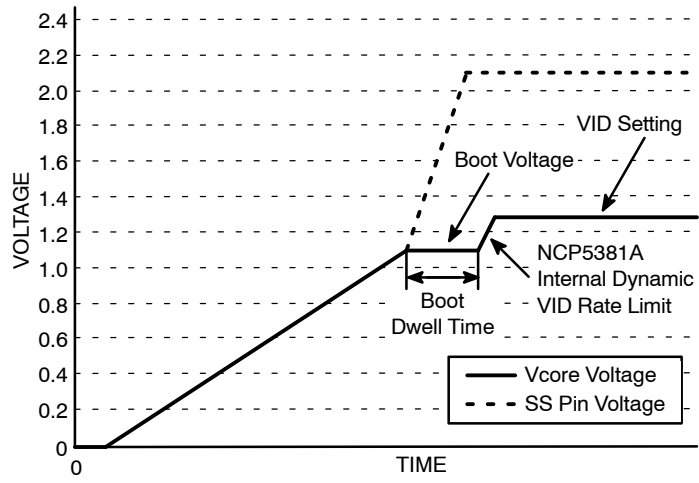 2.4
2.2
2.0
1.8
1.6
1.4
1.2
1.0
0.8
0.6
0.4
0.2
0
0
VOLTAGE
TIME
VID Setting
Boot Voltage
NCP5381A
Internal Dynamic
VID Rate Limit
Boot
Dwell Time
Vcore Voltage
SS Pin Voltage